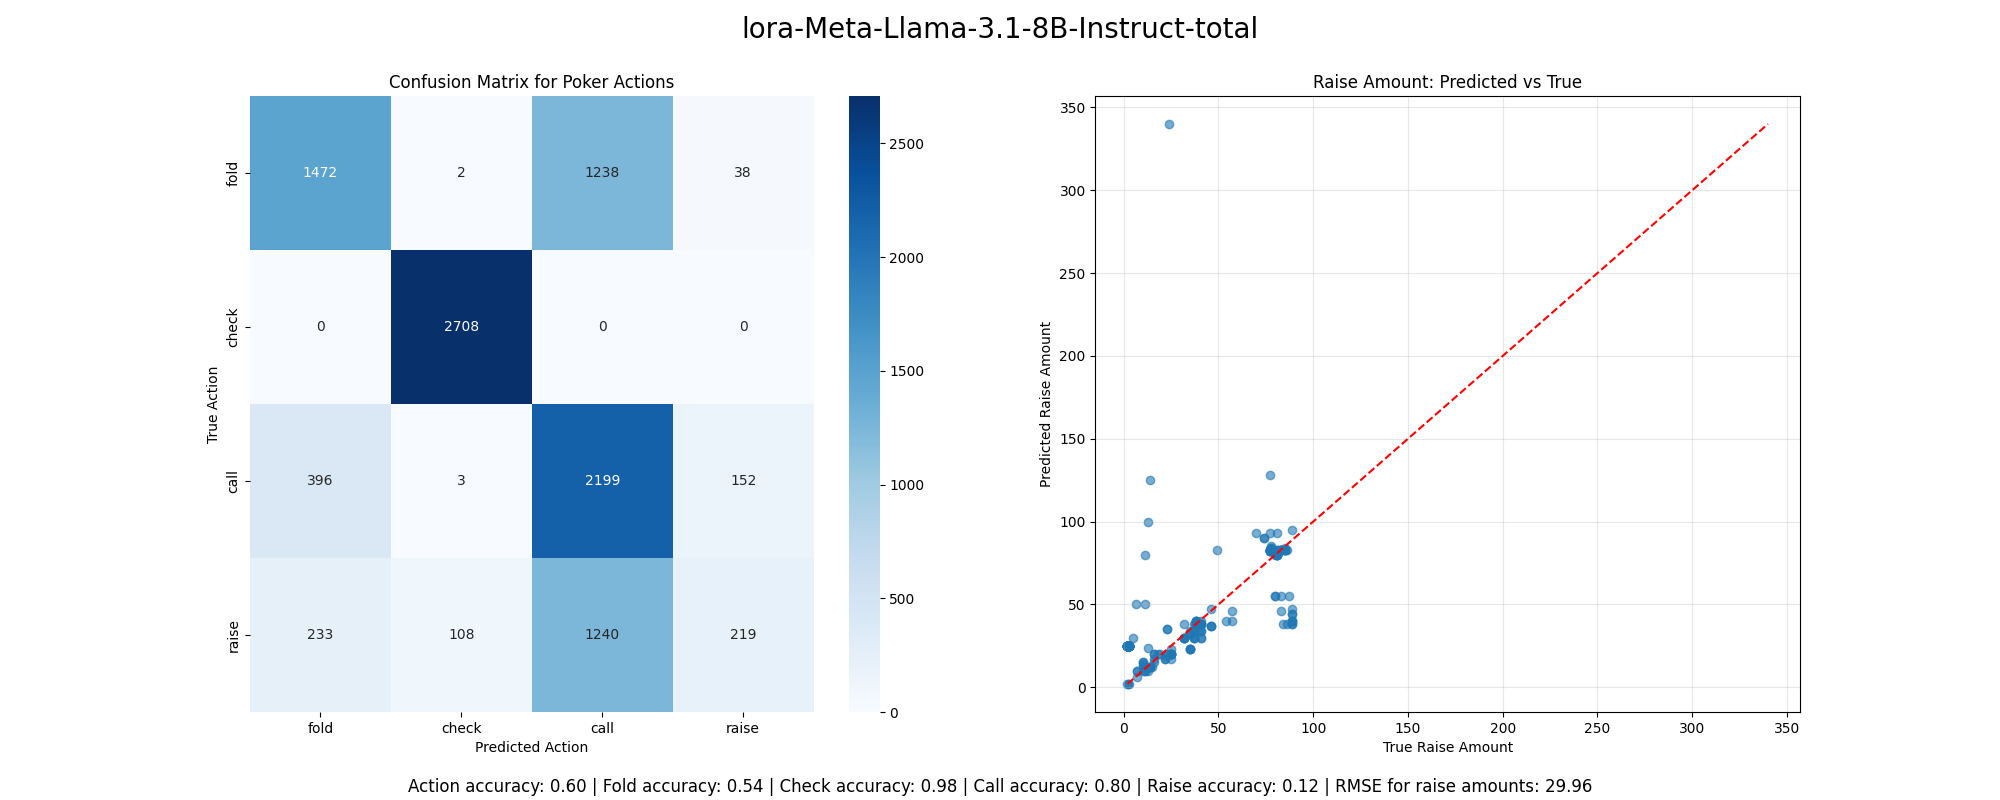 lora-Meta-Llama-3.1-8B-Instruct-total
Confusion Matrix for Poker Actions
True Action
fold
1472
2
1238
38
check
0
2708
0
0
call
396
3
2199
152
raise
233
108
1240
219
fold
check
call
raise
Predicted Action
2500
2000
1500
1000
500
0
Raise Amount: Predicted vs True
Predicted Raise Amount
350
300
250
200
150
100
50
0
0
50
100
150
200
250
300
350
True Raise Amount
Action accuracy: 0.60 | Fold accuracy: 0.54 | Check accuracy: 0.98 | Call accuracy: 0.80 | Raise accuracy: 0.12 | RMSE for raise amounts: 29.96